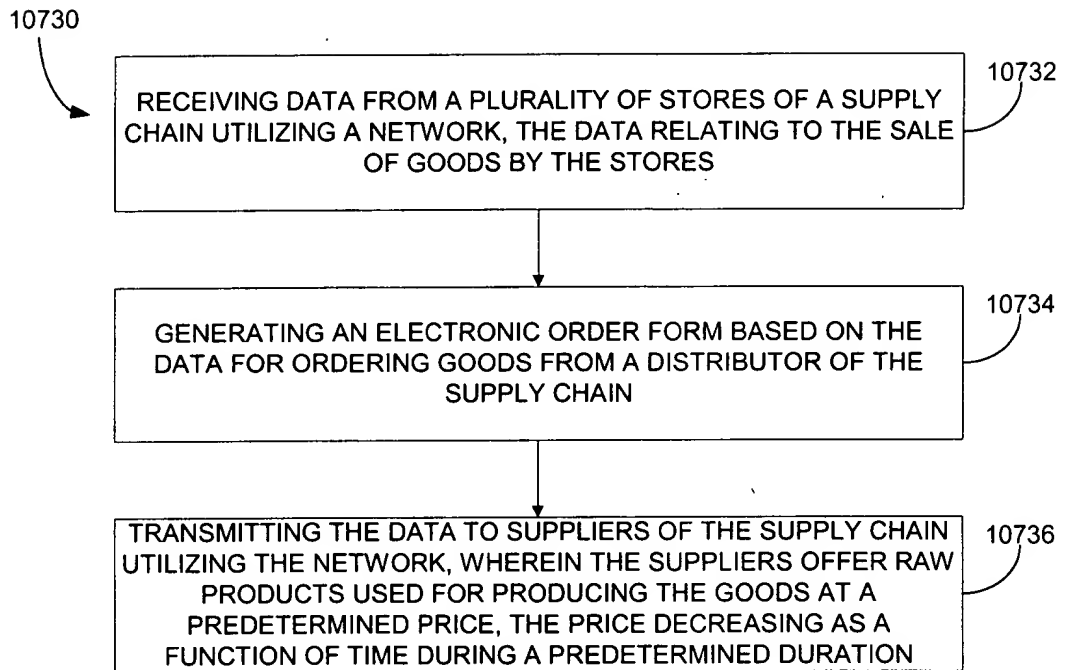 10730
10732
RECEIVING DATA FROM A PLURALITY OF STORES OF A SUPPLY
CHAIN UTILIZING A NETWORK, THE DATA RELATING TO THE SALE
OF GOODS BY THE STORES
10734
GENERATING AN ELECTRONIC ORDER FORM BASED ON THE
DATA FOR ORDERING GOODS FROM A DISTRIBUTOR OF THE
SUPPLY CHAIN
10736
TRANSMITTING THE DATA TO SUPPLIERS OF THE SUPPLY CHAIN
UTILIZING THE NETWORK, WHEREIN THE SUPPLIERS OFFER RAW
PRODUCTS USED FOR PRODUCING THE GOODS AT A
PREDETERMINED PRICE, THE PRICE DECREASING AS A
FUNCTION OF TIME DURING A PREDETERMINED DURATION